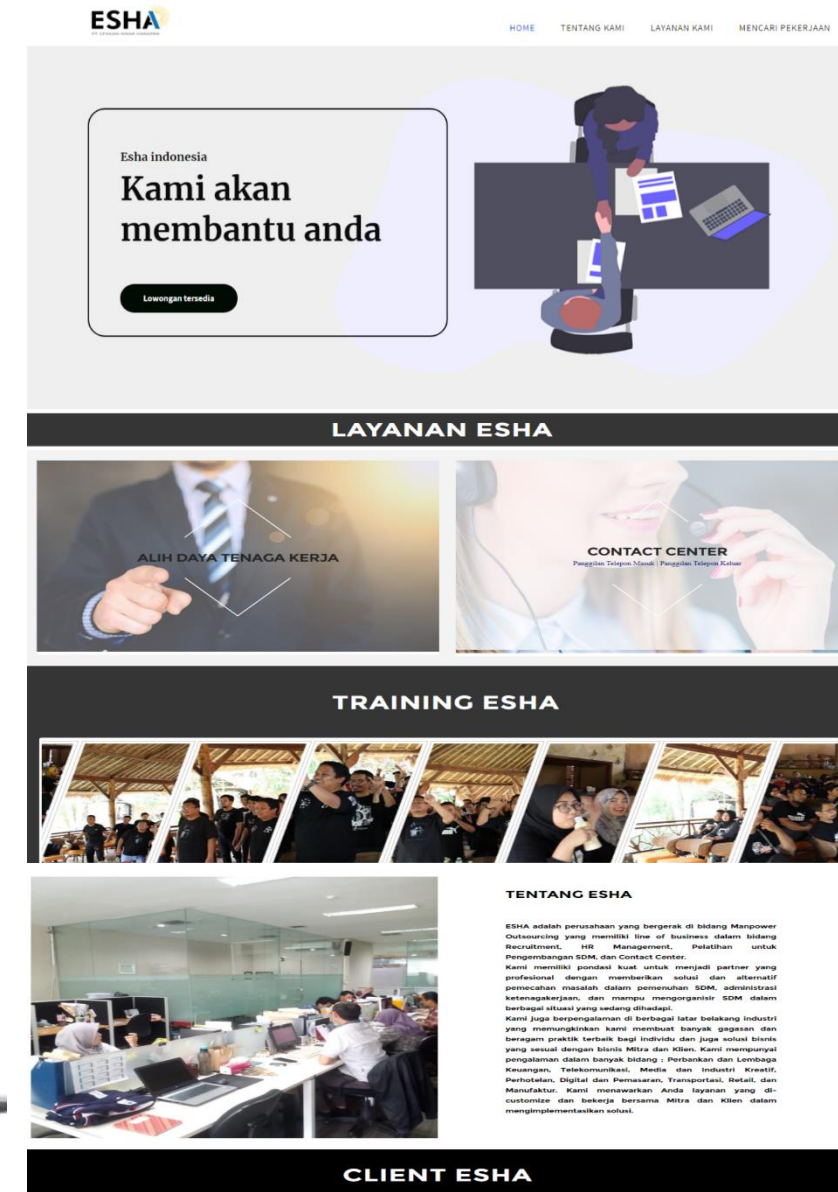 ESHA
HOME TENTANG KAMI LAYANAN KAMI MENCARI PEKERJAAN
Esha indonesia
Kami akan
membantu anda
Lowongan tersedia
LAYANAN ESHA
ALIH DAYA TENAGA KERJA
CONTACT CENTER
Panggilan Telepon Masuk | Panggilan Telepon Keluar
TRAINING ESHA
TENTANG ESHA
ESHA adalah perusahaan yang bergerak di bidang Manpower
Outsourcing yang memiliki line of business dalam bidang
Recruitment, HR Management, Pelatihan untuk
Pengembangan SDM, dan Contact Center.
Kami memiliki pondasi kuat untuk menjadi partner yang
profesional dengan memberikan solusi dan alternatif
pemecahan masalah dalam pemenuhan SDM, administrasi
ketenagakerjaan, dan mampu mengorganisir SDM dalam
berbagai situasi yang sedang dihadapi.
Kami juga berpengalaman di berbagai latar belakang industri
yang memungkinkan kami membuat banyak gagasan dan
beragam praktik terbaik bagi individu dan juga solusi bisnis
yang sesuai dengan bisnis Mitra dan Klien. Kami mempunyai
pengalaman dalam banyak bidang : Perbankan dan Lembaga
Keuangan, Telekomunikasi, Media dan Industri Kreatif,
Perhotelan, Digital dan Pemasaran, Transportasi, Retail, dan
Manufaktur. Kami menawarkan Anda layanan yang di-
customize dan bekerja bersama Mitra dan Klien dalam
mengimplementasikan solusi.
CLIENT ESHA